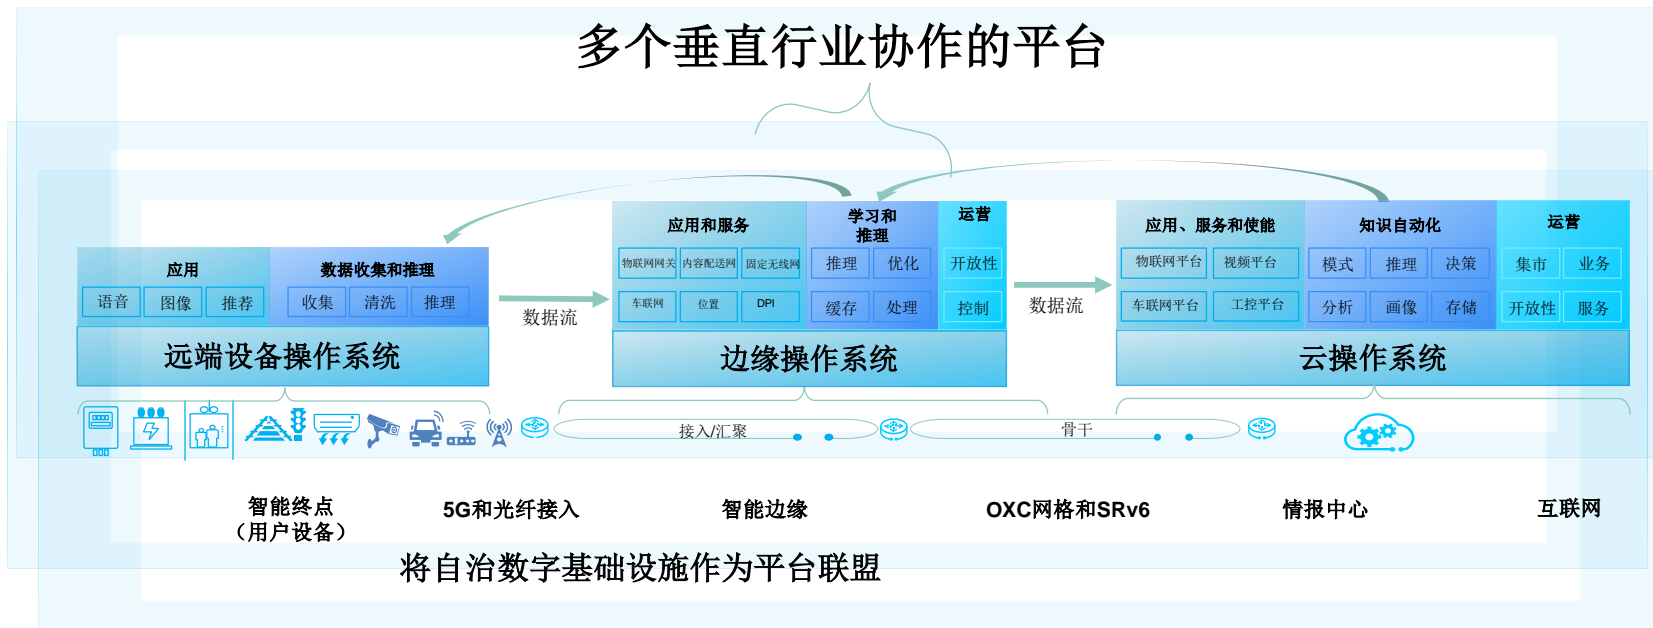 多个垂直行业协作的平台
应用
语音
图像
推荐
数据收集和推理
收集
清洗
推理
远端设备操作系统
数据流
应用和服务
物联网网关
内容配送网
固定无线网
车联网
位置
DPI
学习和
推理
推理
优化
缓存
处理
运营
开放性
控制
边缘操作系统
数据流
应用、服务和使能
物联网平台
视频平台
车联网平台
工控平台
知识自动化
模式
推理
决策
分析
画像
存储
运营
集市
业务
开放性
服务
云操作系统
接入/汇聚
骨干
智能终点
（用户设备）
5G和光纤接入
智能边缘
OXC网格和SRv6
情报中心
互联网
将自治数字基础设施作为平台联盟